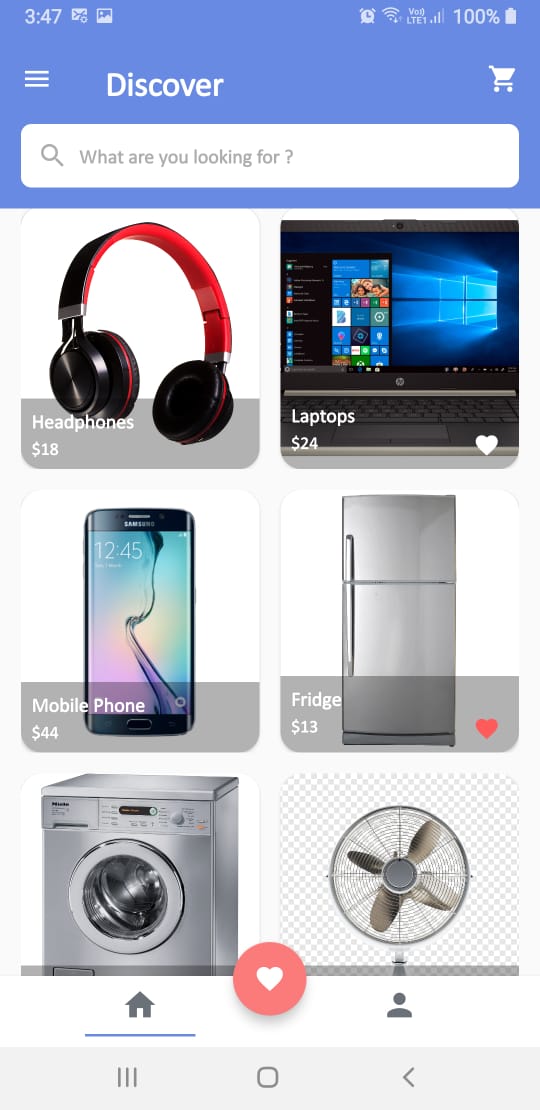 3:47
Vo))
LTE1
100%
Discover
What are you looking for ?
Headphones
$18
Laptops
$24
hp
SAMSUNG
12:45
Mobile Phone
$44
Fridge
$13
Miele